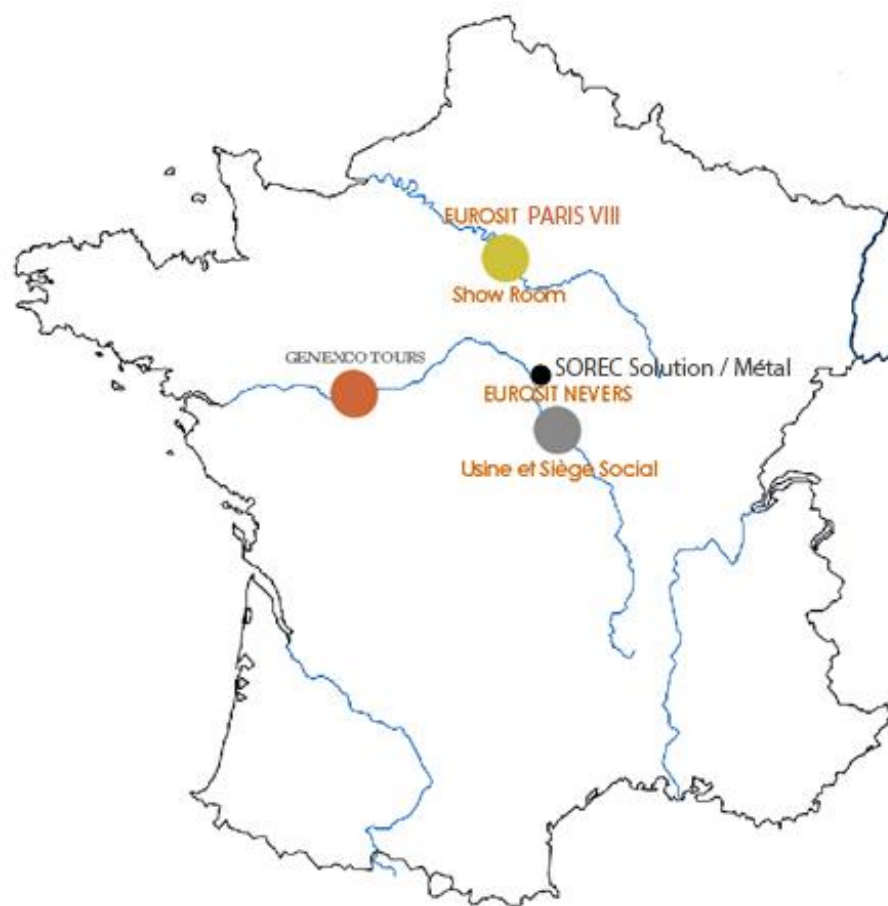 EUROSIT PARIS VIII
Show Room
GENEXCO TOURS
SOREC Solution / Métal
EUROSIT NEVERS
Usine et Siège Social